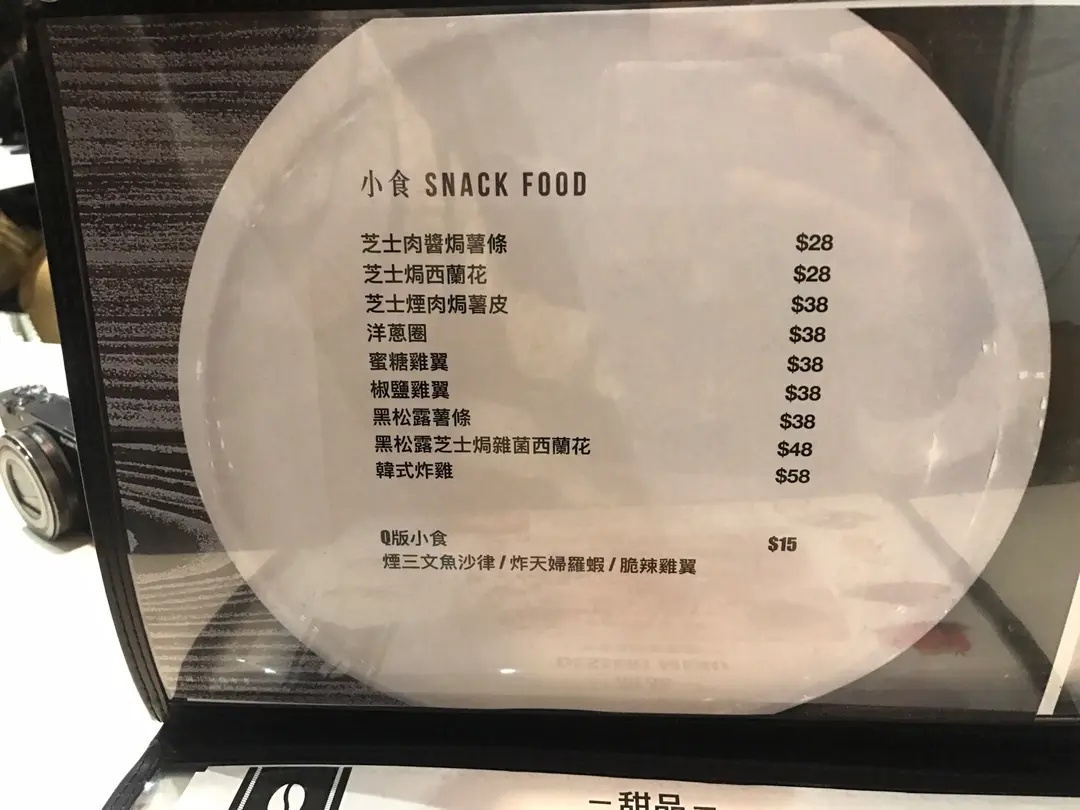 小食 SNACK FOOD
芝士肉醬焗薯條 $28
芝士焗西蘭花 $28
芝士煙肉焗薯皮 $38
洋蔥圈 $38
蜜糖雞翼 $38
椒鹽雞翼 $38
黑松露薯條 $38
黑松露芝士焗雜菌西蘭花 $48
韓式炸雞 $58
Q版小食 $15
煙三文魚沙律 / 炸天婦羅蝦 / 脆辣雞翼
– 甜品 –